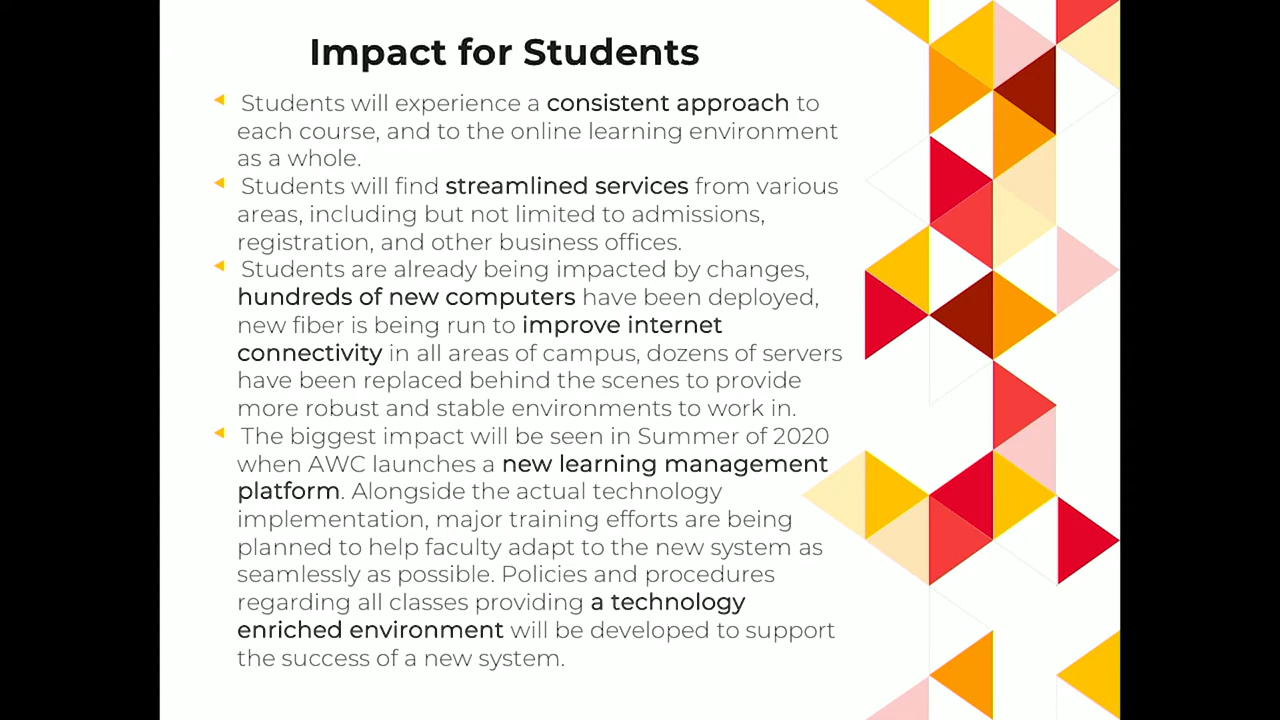 Impact for Students
Students will experience a consistent approach to
each course, and to the online learning environment
as a whole.
Students will find streamlined services from various
areas, including but not limited to admissions,
registration, and other business offices.
Students are already being impacted by changes,
hundreds of new computers have been deployed,
new fiber is being run to improve internet
connectivity in all areas of campus, dozens of servers
have been replaced behind the scenes to provide
more robust and stable environments to work in.
The biggest impact will be seen in Summer of 2020
when AWC launches a new learning management
platform. Alongside the actual technology
implementation, major training efforts are being
planned to help faculty adapt to the new system as
seamlessly as possible. Policies and procedures
regarding all classes providing a technology
enriched environment will be developed to support
the success of a new system.